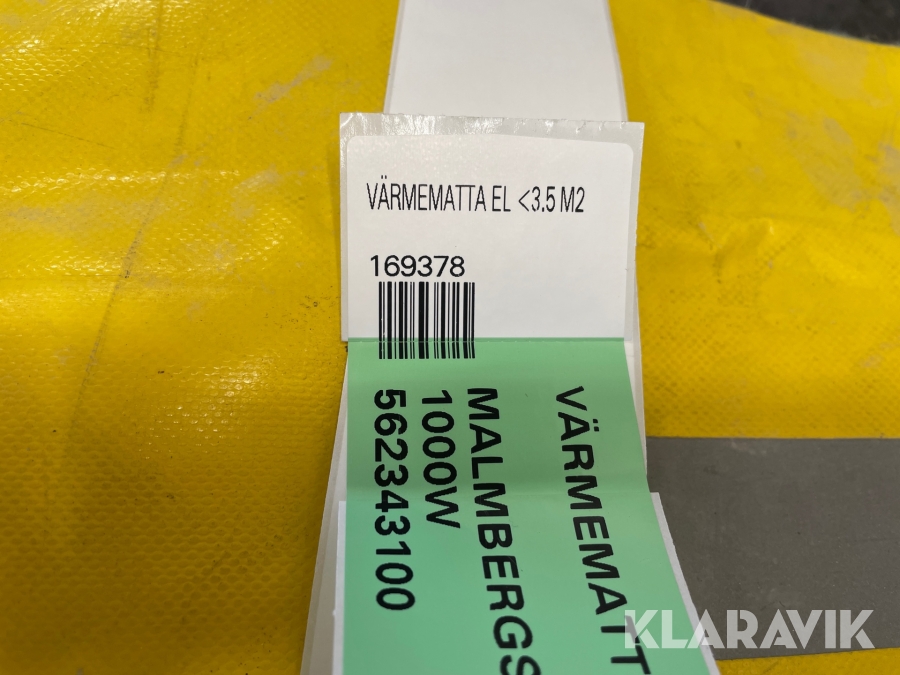 VÄRMEMATTA EL <3.5 M2
169378
VÄRMEMATT
MALMBERGS
1000W
562343100
KLARAVIK